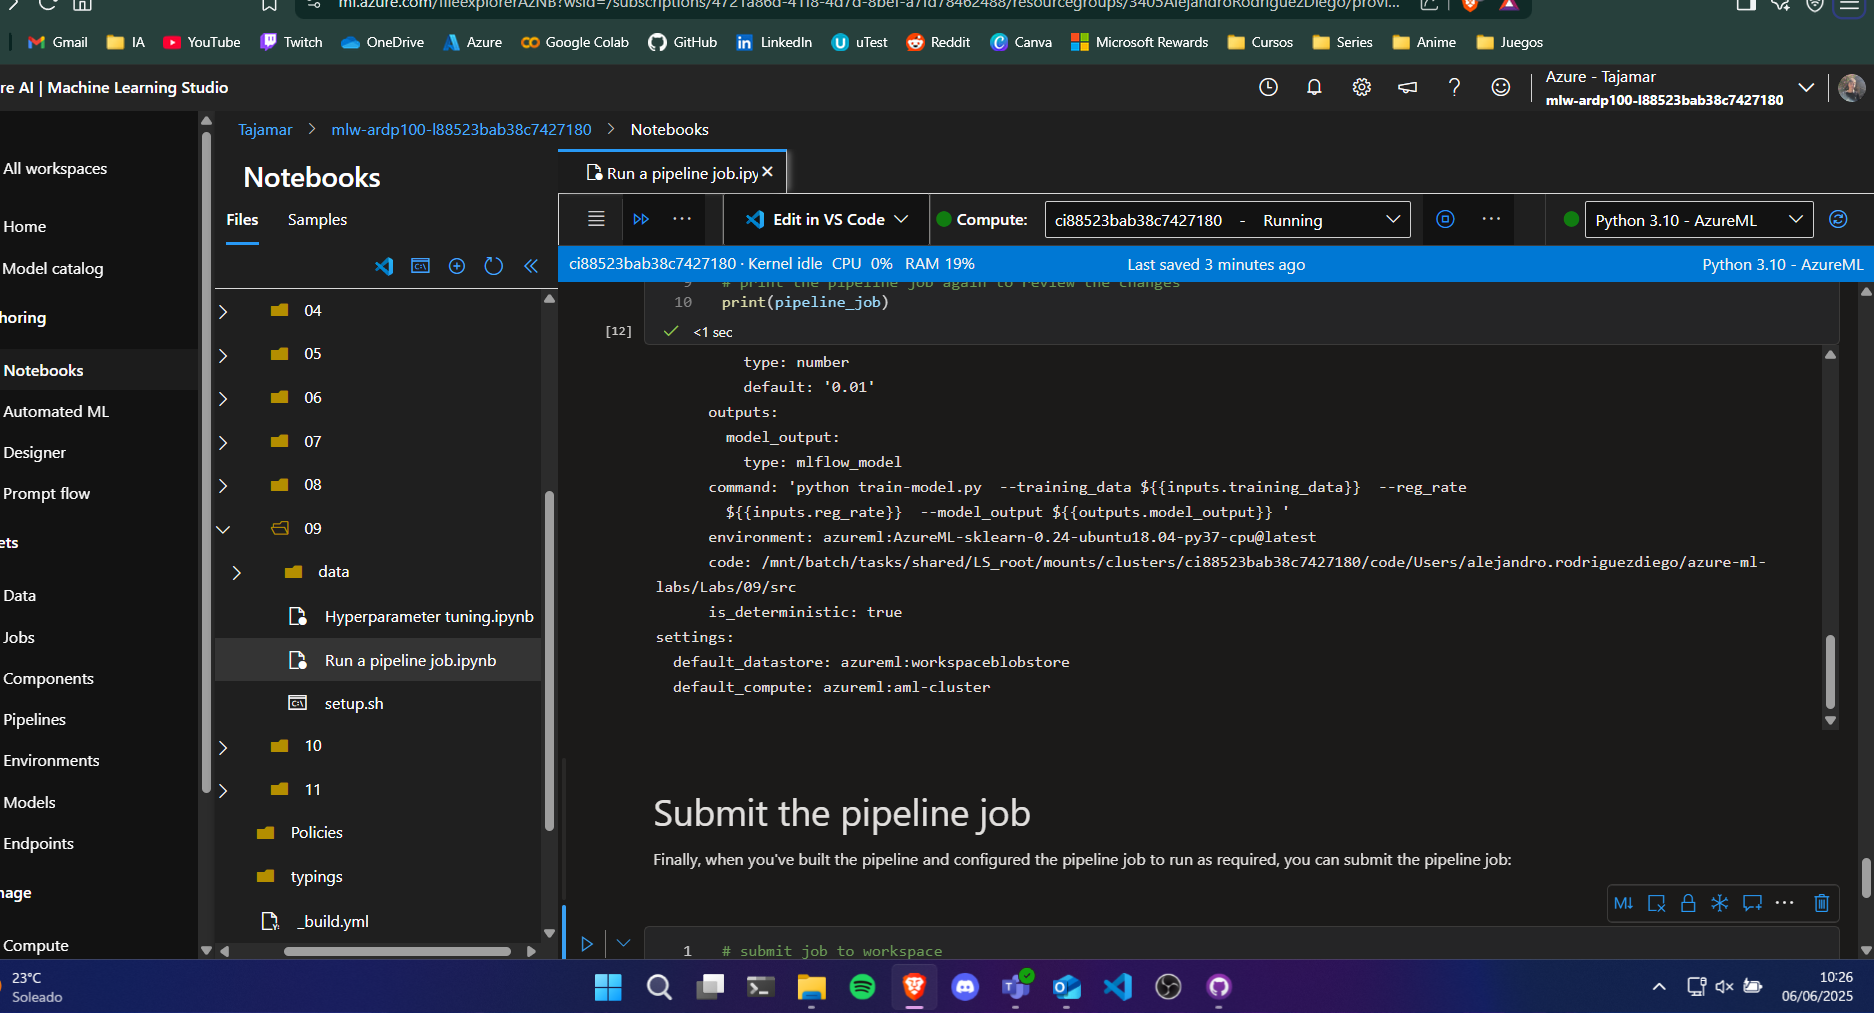 ml.azure.com/fileexplorerAzNB?wsid=/subscriptions/4721a86d-41f8-4d7d-8bef-a7fd78462488/resourcegroups/3405AlejandroRodriguezDiego/provi...
Gmail IA YouTube Twitch OneDrive Azure Google Colab GitHub LinkedIn uTest Reddit Canva Microsoft Rewards Cursos Series Anime Juegos
re AI | Machine Learning Studio
Azure - Tajamar
mlw-ardp100-l88523bab38c7427180
Tajamar > mlw-ardp100-l88523bab38c7427180 > Notebooks
All workspaces
Home
Model catalog
horing
Notebooks
Automated ML
Designer
Prompt flow
ets
Data
Jobs
Components
Pipelines
Environments
Models
Endpoints
nage
Compute
Notebooks
Files Samples
04
05
06
07
08
09
data
Hyperparameter tuning.ipynb
Run a pipeline job.ipynb
setup.sh
10
11
Policies
typings
_build.yml
Run a pipeline job.ipy
Edit in VS Code
Compute: ci88523bab38c7427180 - Running
Python 3.10 - AzureML
ci88523bab38c7427180 · Kernel idle CPU 0% RAM 19%
Last saved 3 minutes ago
Python 3.10 - AzureML
9 # print the pipeline job again to review the changes
10 print(pipeline_job)
[12] <1 sec
type: number
default: '0.01'
outputs:
model_output:
type: mlflow_model
command: 'python train-model.py  --training_data ${{inputs.training_data}}  --reg_rate
${{inputs.reg_rate}}  --model_output ${{outputs.model_output}} '
environment: azureml:AzureML-sklearn-0.24-ubuntu18.04-py37-cpu@latest
code: /mnt/batch/tasks/shared/LS_root/mounts/clusters/ci88523bab38c7427180/code/Users/alejandro.rodriguezdiego/azure-ml-
labs/Labs/09/src
is_deterministic: true
settings:
default_datastore: azureml:workspaceblobstore
default_compute: azureml:aml-cluster
Submit the pipeline job
Finally, when you've built the pipeline and configured the pipeline job to run as required, you can submit the pipeline job:
1 # submit job to workspace
23°C
Soleado
10:26
06/06/2025